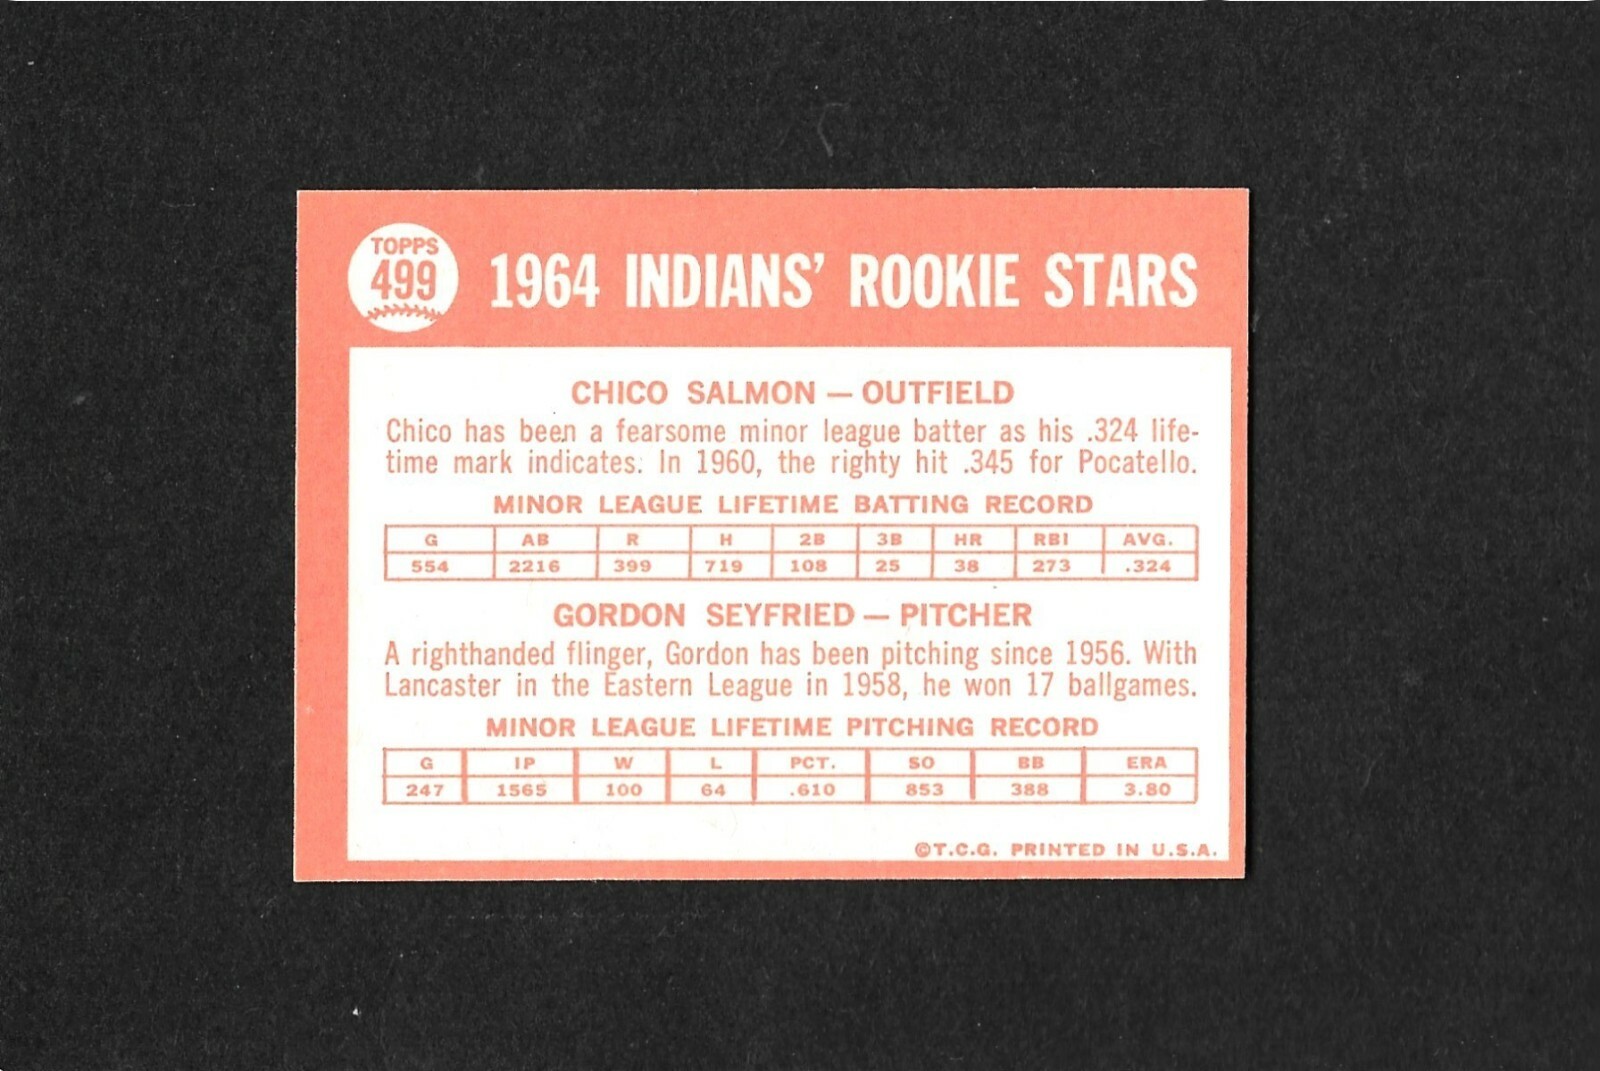 TOPPS
499
1964 INDIANS' ROOKIE STARS
CHICO SALMON — OUTFIELD
Chico has been a fearsome minor league batter as his .324 life-
time mark indicates. In 1960, the righty hit .345 for Pocatello.
MINOR LEAGUE LIFETIME BATTING RECORD
G AB R H 2B 3B HR RBI AVG.
554 2216 399 719 108 25 38 273 .324
GORDON SEYFRIED — PITCHER
A righthanded flinger, Gordon has been pitching since 1956. With
Lancaster in the Eastern League in 1958, he won 17 ballgames.
MINOR LEAGUE LIFETIME PITCHING RECORD
G IP W L PCT. SO BB ERA
247 1565 100 64 .610 853 388 3.80
©T.C.G. PRINTED IN U.S.A.